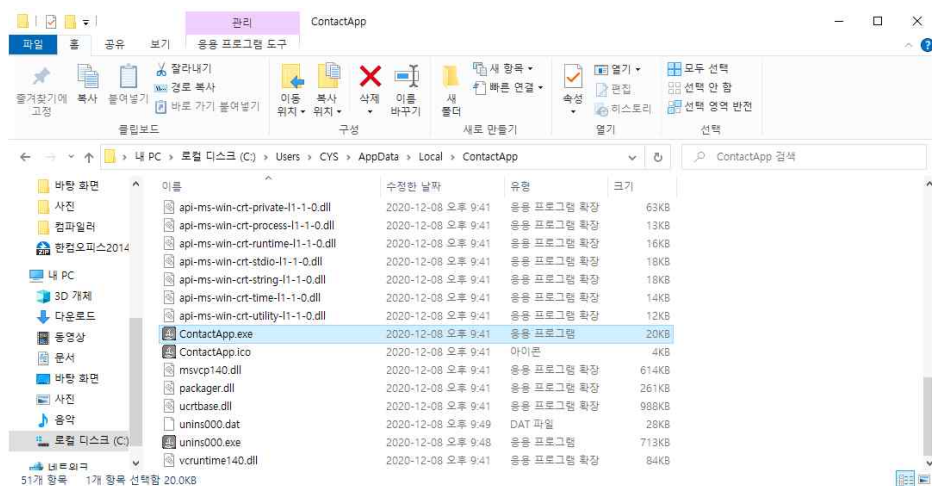 관리 ContactApp
파일 홈 공유 보기 응용 프로그램 도구
즐겨찾기에 고정
복사
붙여넣기
잘라내기
경로 복사
바로 가기 붙여넣기
클립보드
이동 위치
복사 위치
삭제
이름 바꾸기
구성
새 폴더
새 항목
빠른 연결
새로 만들기
속성
열기
편집
히스토리
열기
모두 선택
선택 안 함
선택 영역 반전
선택
내 PC > 로컬 디스크 (C:) > Users > CYS > AppData > Local > ContactApp
ContactApp 검색
바탕 화면
사진
컴파일러
한컴오피스2014
내 PC
3D 개체
다운로드
동영상
문서
바탕 화면
사진
음악
로컬 디스크 (C:)
네트워크
이름 수정한 날짜 유형 크기
api-ms-win-crt-private-l1-1-0.dll 2020-12-08 오후 9:41 응용 프로그램 확장 63KB
api-ms-win-crt-process-l1-1-0.dll 2020-12-08 오후 9:41 응용 프로그램 확장 13KB
api-ms-win-crt-runtime-l1-1-0.dll 2020-12-08 오후 9:41 응용 프로그램 확장 16KB
api-ms-win-crt-stdio-l1-1-0.dll 2020-12-08 오후 9:41 응용 프로그램 확장 18KB
api-ms-win-crt-string-l1-1-0.dll 2020-12-08 오후 9:41 응용 프로그램 확장 18KB
api-ms-win-crt-time-l1-1-0.dll 2020-12-08 오후 9:41 응용 프로그램 확장 14KB
api-ms-win-crt-utility-l1-1-0.dll 2020-12-08 오후 9:41 응용 프로그램 확장 12KB
ContactApp.exe 2020-12-08 오후 9:41 응용 프로그램 20KB
ContactApp.ico 2020-12-08 오후 9:41 아이콘 4KB
msvcp140.dll 2020-12-08 오후 9:41 응용 프로그램 확장 614KB
packager.dll 2020-12-08 오후 9:41 응용 프로그램 확장 261KB
ucrtbase.dll 2020-12-08 오후 9:41 응용 프로그램 확장 988KB
unins000.dat 2020-12-08 오후 9:49 DAT 파일 28KB
unins000.exe 2020-12-08 오후 9:48 응용 프로그램 713KB
vcruntime140.dll 2020-12-08 오후 9:41 응용 프로그램 확장 84KB
51개 항목 1개 항목 선택함 20.0KB